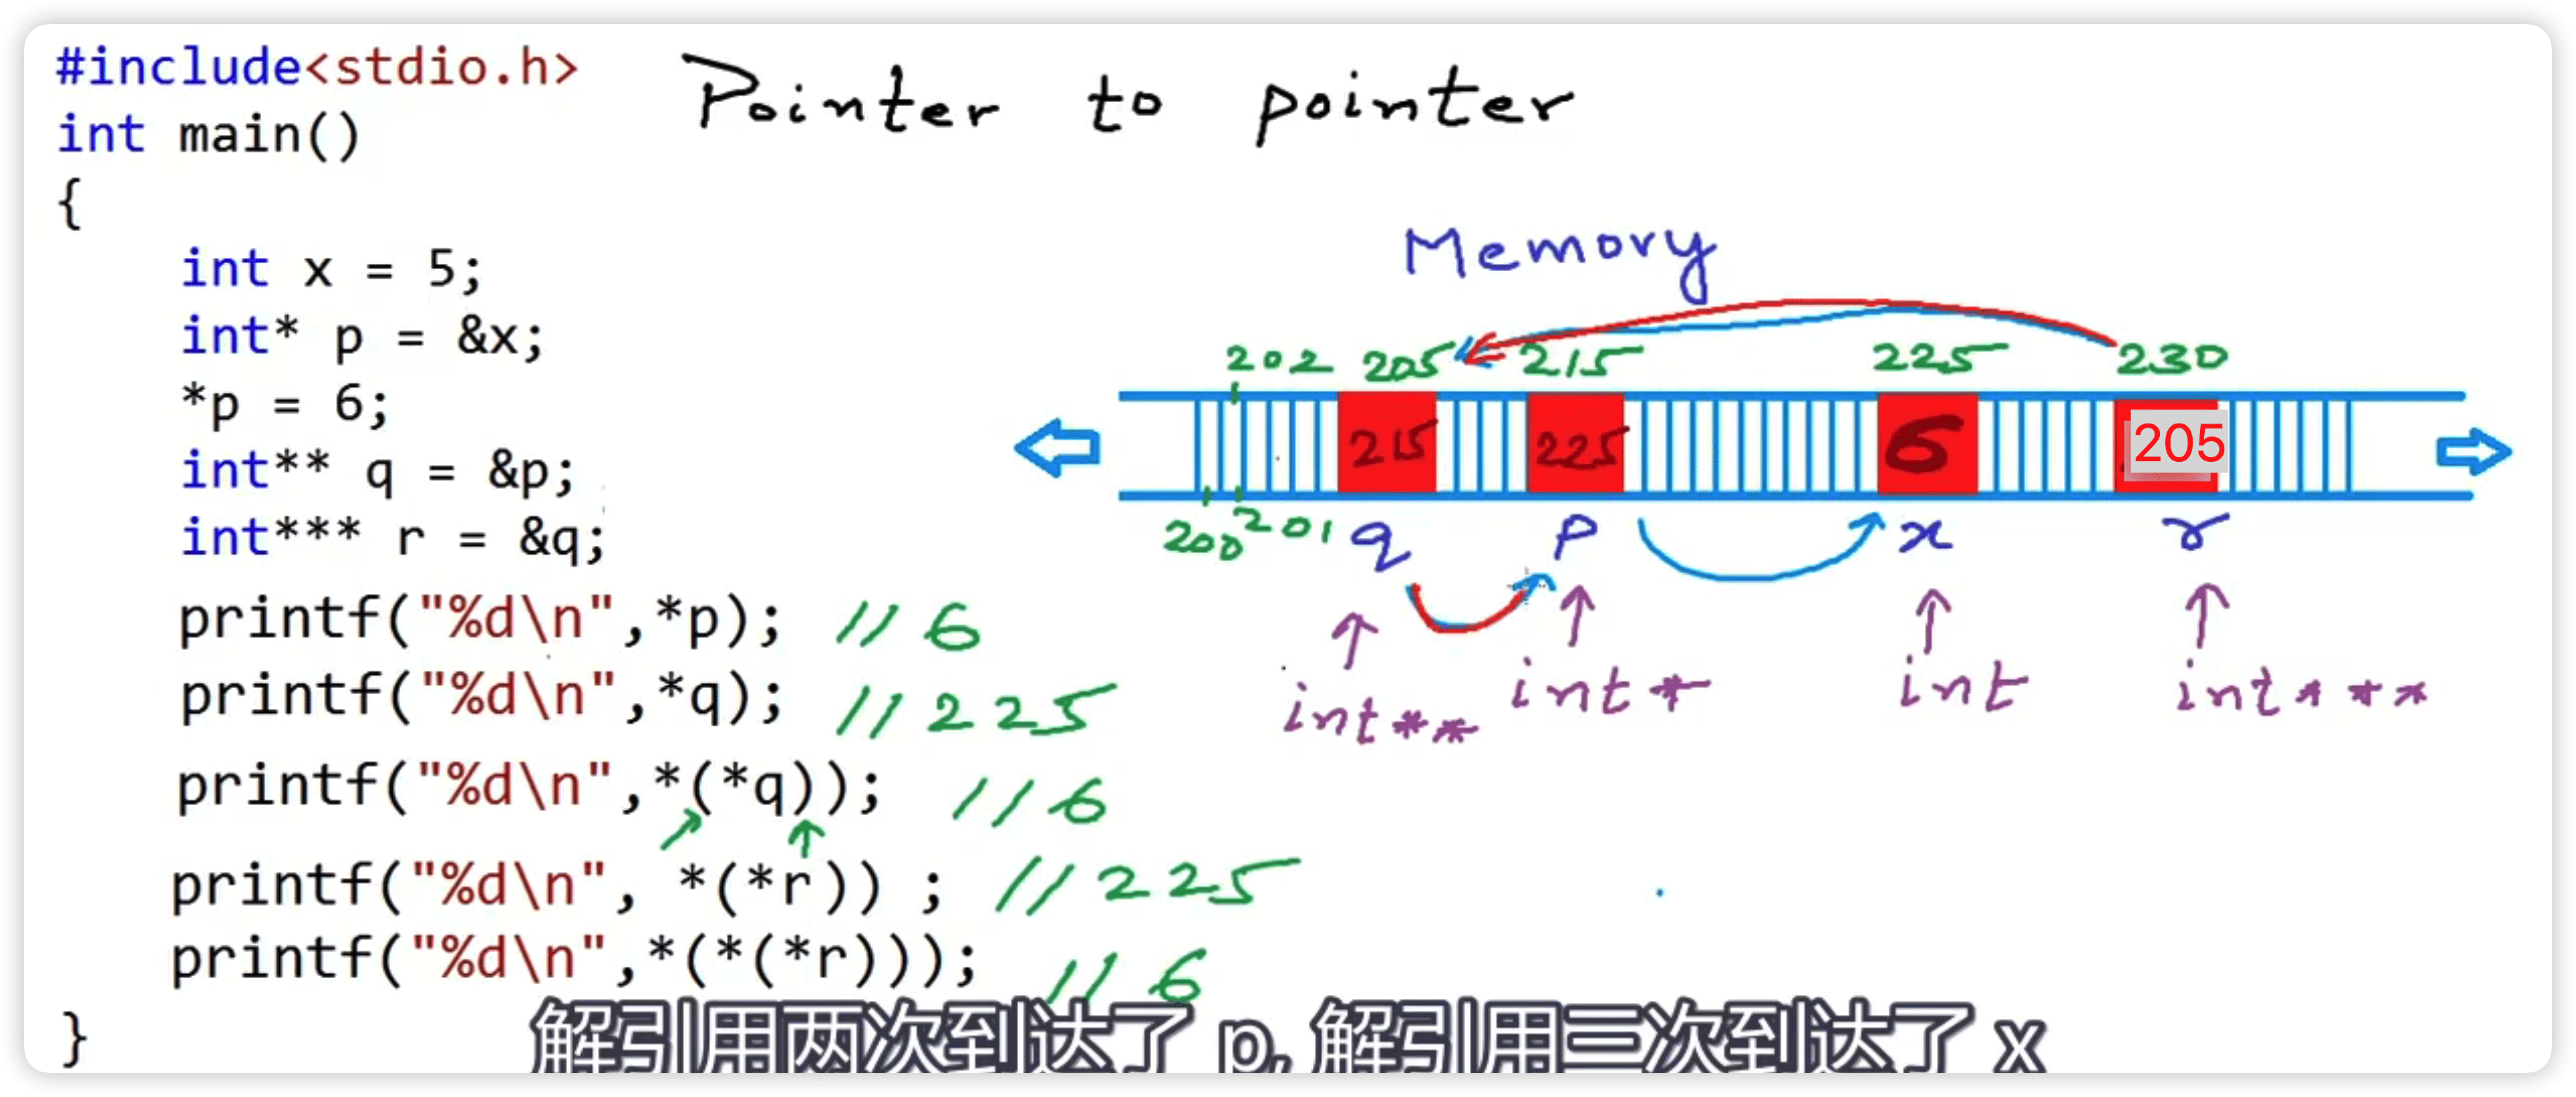 #include<stdio.h>
Pointer to pointer
int main()
{
int x = 5;
int* p = &x;
*p = 6;
int** q = &p;
int*** r = &q;
printf("%d\n",*p); // 6
printf("%d\n",*q); // 225
printf("%d\n",*(*q)); // 6
printf("%d\n", *(*r)) ; // 225
printf("%d\n",*(*(*r))); // 6
}
Memory
202 205 215 225 230
215 225 6 205
200 201 q p x r
int** int* int int***
解引用两次到达了 p, 解引用三次到达了 x